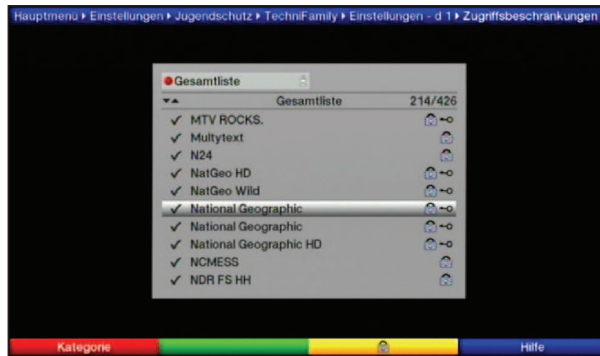 Hauptmenü ▸ Einstellungen ▸ Jugendschutz ▸ TechniFamily ▸ Einstellungen - d 1 ▸ Zugriffsbeschränkungen
Gesamtliste
Gesamtliste 214/426
MTV ROCKS.
Multytext
N24
NatGeo HD
NatGeo Wild
National Geographic
National Geographic
National Geographic HD
NCMESS
NDR FS HH
Kategorie Hilfe